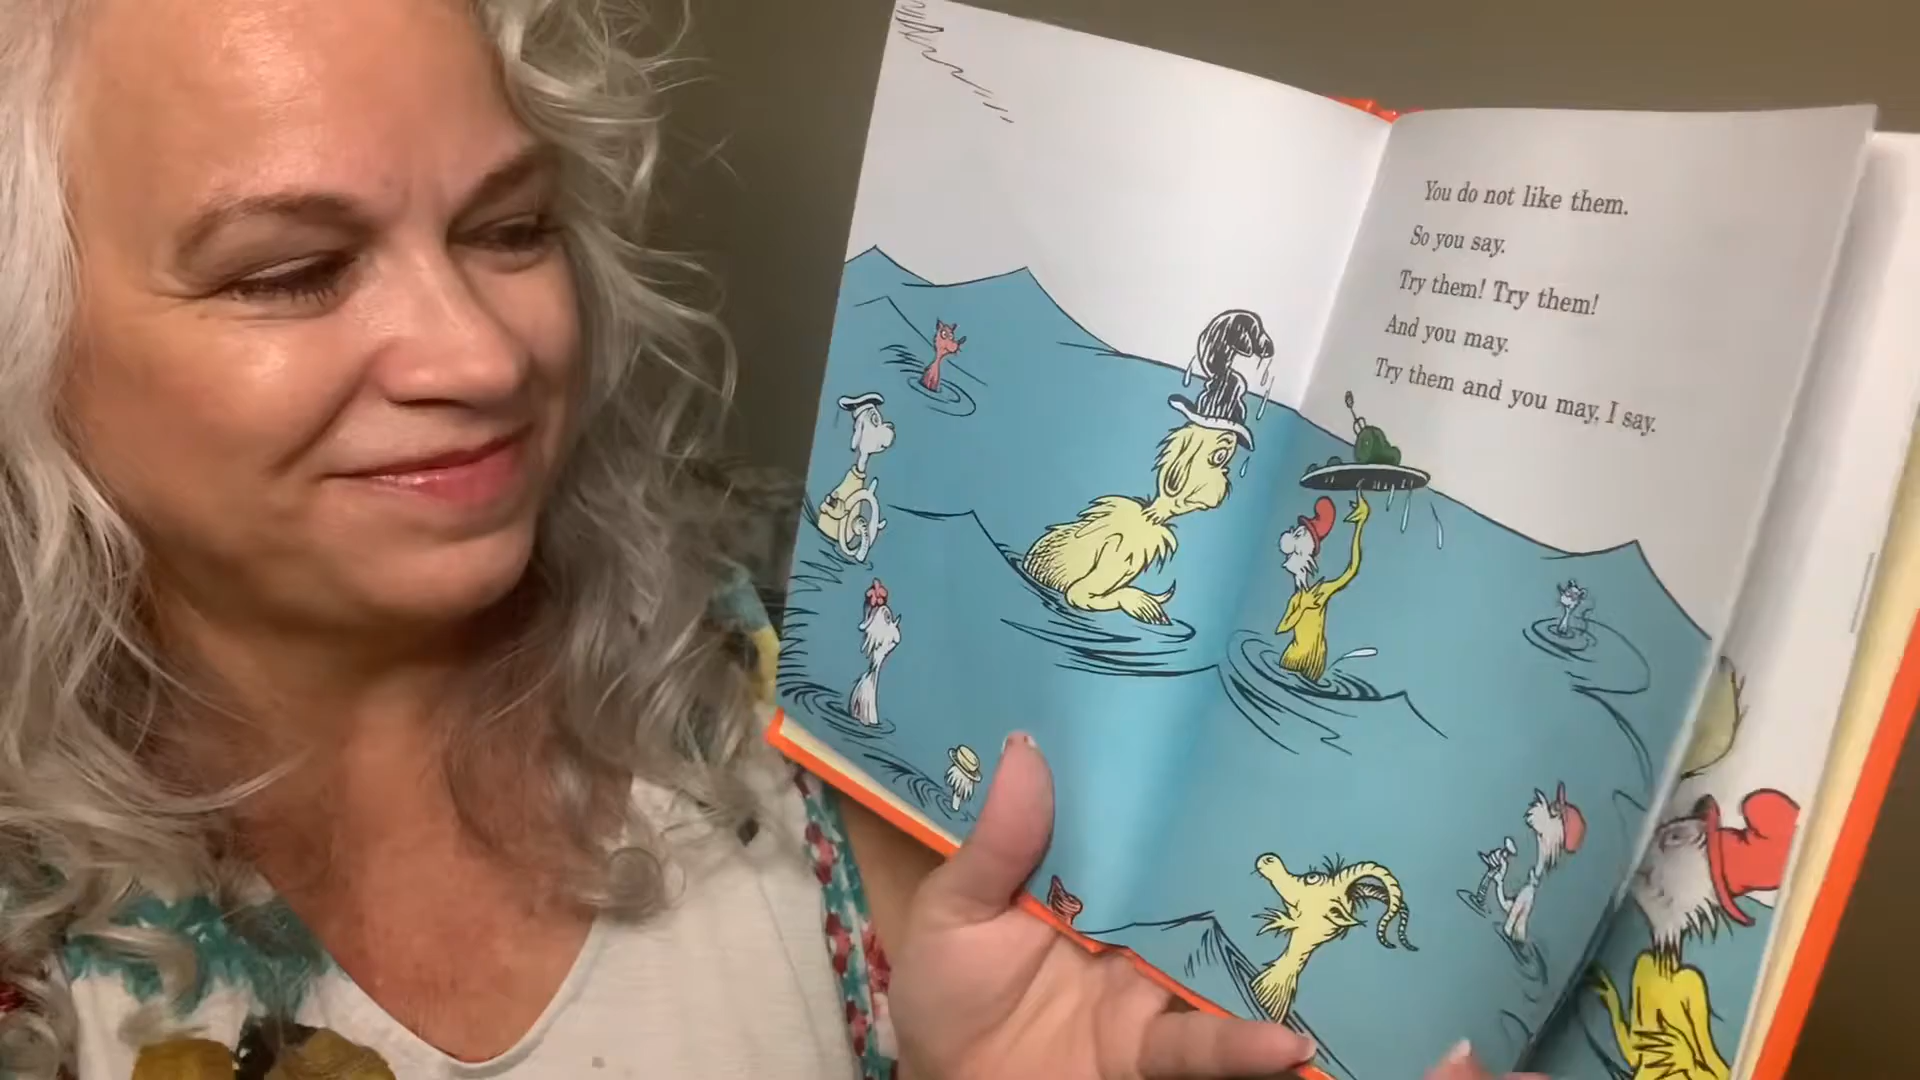 You do not like them.
So you say.
Try them! Try them!
And you may.
Try them and you may, I say.